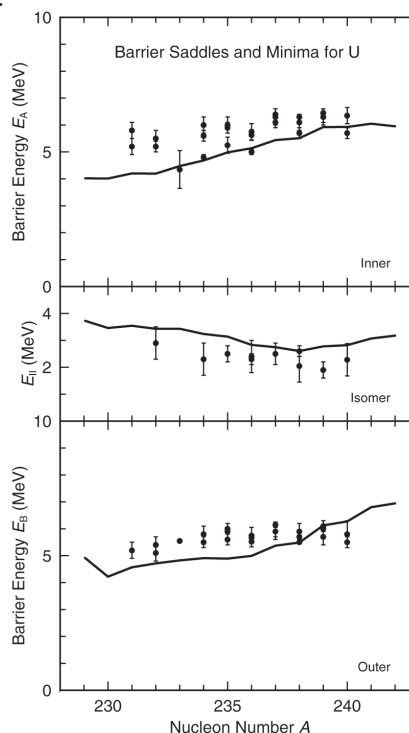 Barrier Saddles and Minima for U
Barrier Energy E_A (MeV)
10
5
0
Inner
E_II (MeV)
4
2
Isomer
Barrier Energy E_B (MeV)
10
5
0
Outer
230
235
240
Nucleon Number A